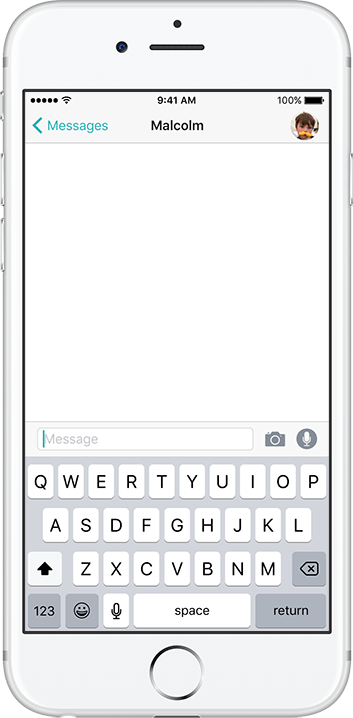 9:41 AM 100%
Messages Malcolm
Message
Q W E R T Y U I O P
A S D F G H J K L
Z X C V B N M
123 space return